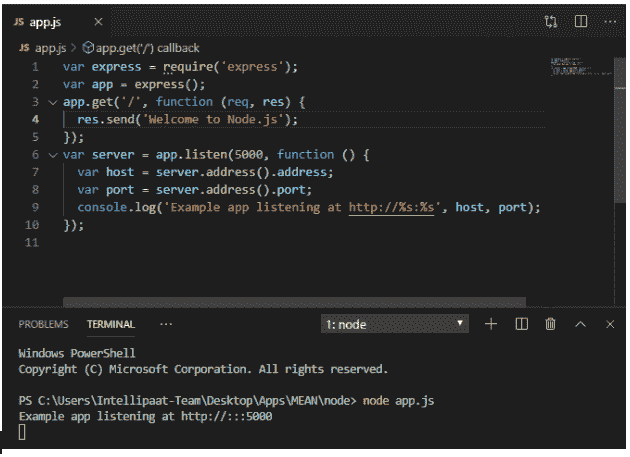 JS app.js ×
JS app.js > app.get('/') callback
1 var express = require('express');
2 var app = express();
3 app.get('/', function (req, res) {
4 res.send('Welcome to Node.js');
5 });
6 var server = app.listen(5000, function () {
7 var host = server.address().address;
8 var port = server.address().port;
9 console.log('Example app listening at http://%s:%s', host, port);
10 });
11
PROBLEMS TERMINAL ··· 1: node
Windows PowerShell
Copyright (C) Microsoft Corporation. All rights reserved.
PS C:\Users\Intellipaat-Team\Desktop\Apps\MEAN\node> node app.js
Example app listening at http://:::5000